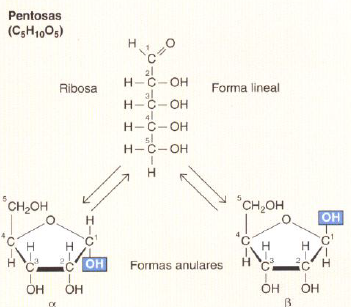 Pentosas
(C₅H₁₀O₅)
H O
1
C
2
H–C–OH
Ribosa
Forma lineal
3
H–C–OH
4
H–C–OH
5
H–C–OH
H
5
CH₂OH
O
H
4
C
H
H
H
C
1
3
C
2
C
H
OH
OH
OH
α
Formas anulares
5
CH₂OH
O
OH
4
C
H
H
H
C
1
3
C
2
C
H
OH
OH
β